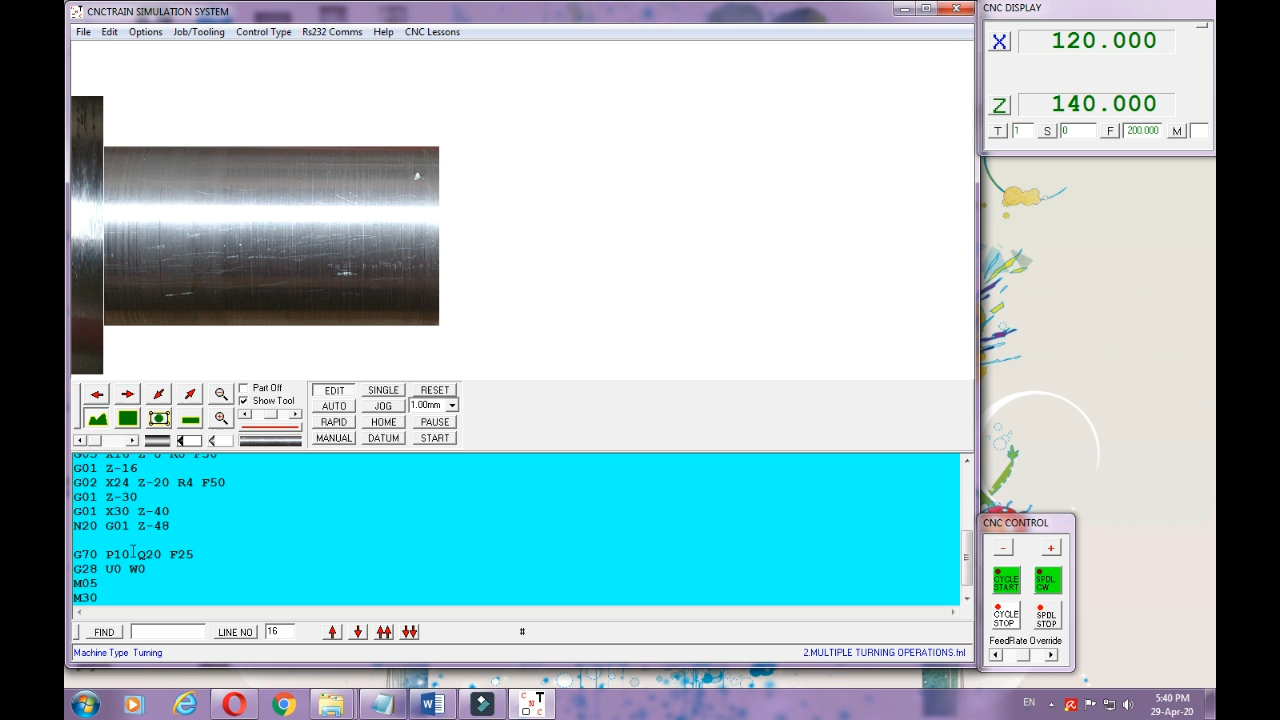 CNCTRAIN SIMULATION SYSTEM
File Edit Options Job/Tooling Control Type Rs232 Comms Help CNC Lessons
CNC DISPLAY
X 120.000
Z 140.000
T 1 S 0 F 200.000 M
Part Off
Show Tool
EDIT SINGLE RESET
AUTO JOG 1.00mm
RAPID HOME PAUSE
MANUAL DATUM START
G01 Z-16
G02 X24 Z-20 R4 F50
G01 Z-30
G01 X30 Z-40
N20 G01 Z-48
G70 P10 Q20 F25
G28 U0 W0
M05
M30
FIND LINE NO 16 #
Machine Type Turning 2.MULTIPLE TURNING OPERATIONS.fnl
CNC CONTROL
- +
CYCLE START SPDL CW
CYCLE STOP SPDL STOP
FeedRate Override
EN 5:40 PM
29-Apr-20